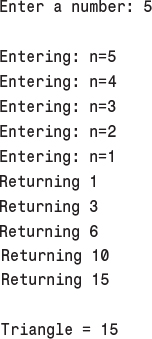 Enter a number: 5
Entering: n=5
Entering: n=4
Entering: n=3
Entering: n=2
Entering: n=1
Returning 1
Returning 3
Returning 6
Returning 10
Returning 15
Triangle = 15